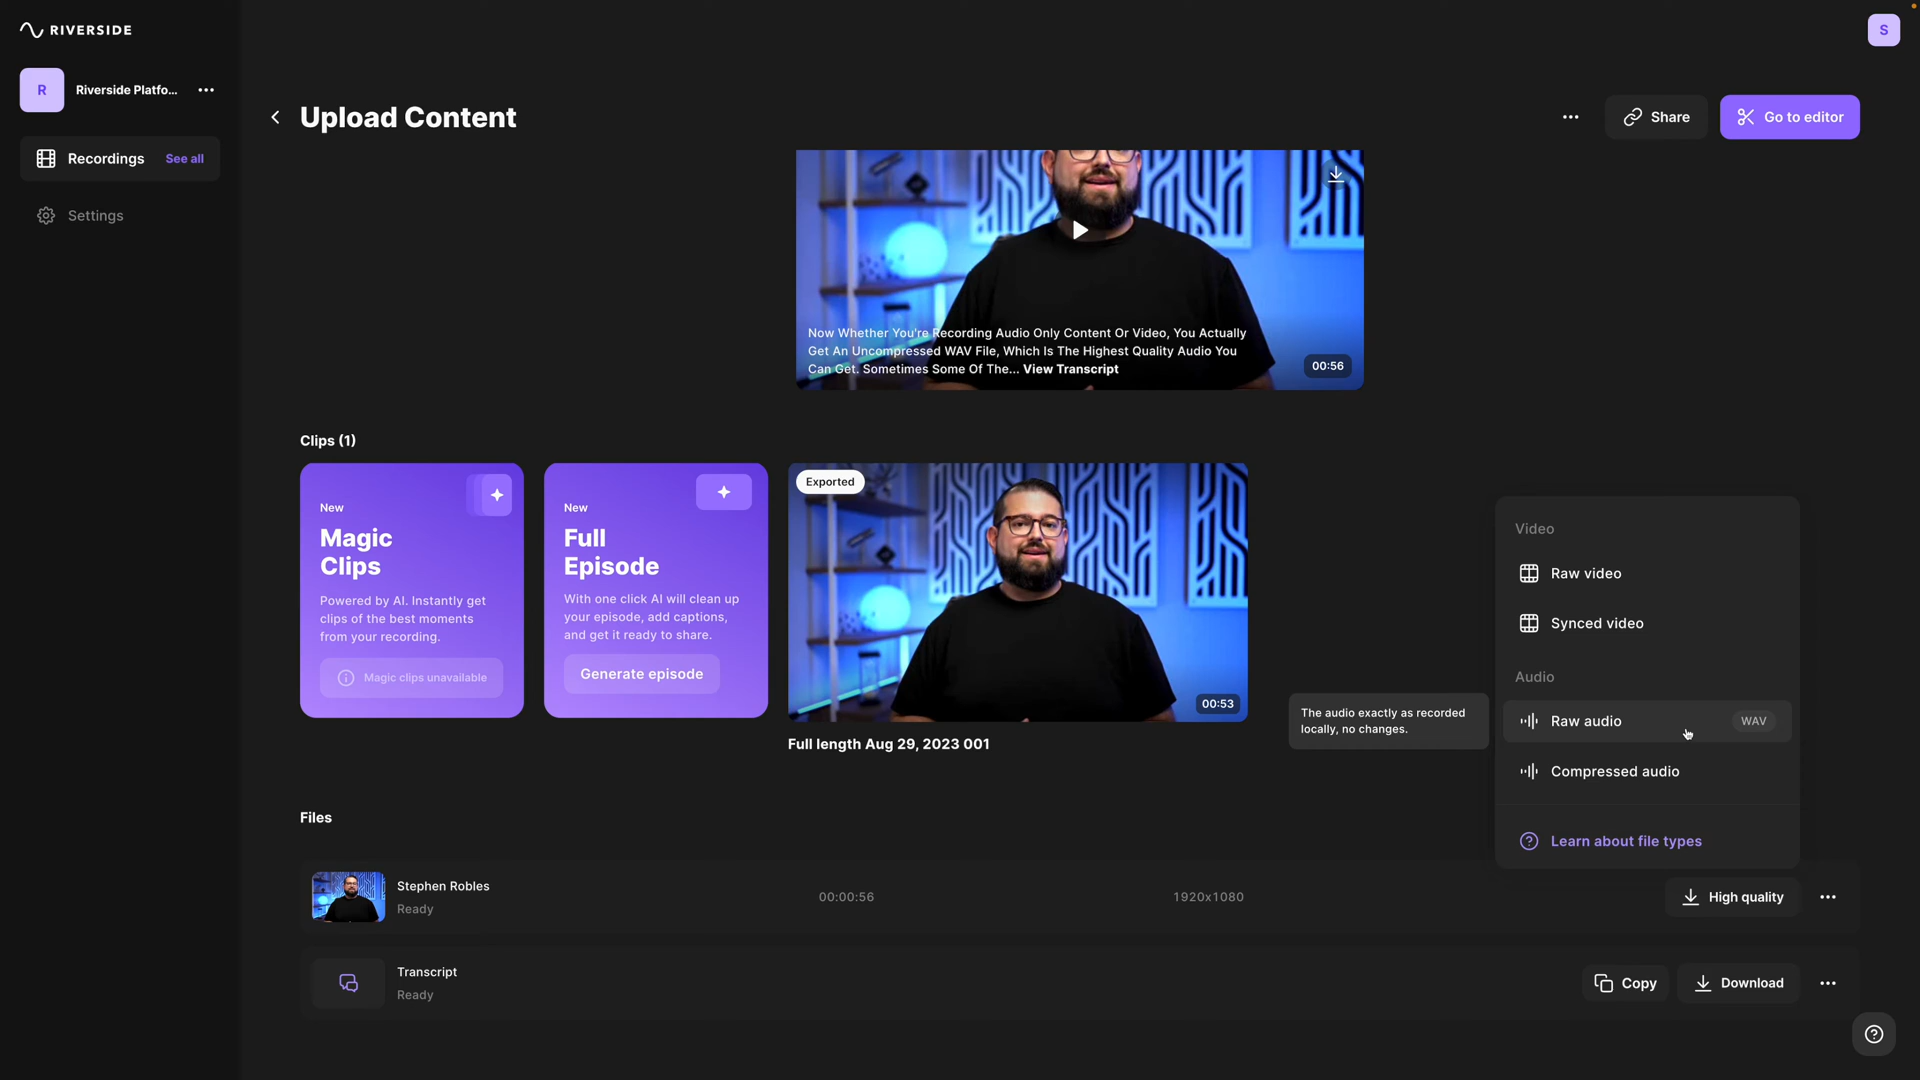 RIVERSIDE
S
R
Riverside Platfo...
Recordings
See all
Settings
Upload Content
Share
Go to editor
Now Whether You're Recording Audio Only Content Or Video, You Actually
Get An Uncompressed WAV File, Which Is The Highest Quality Audio You
Can Get. Sometimes Some Of The... View Transcript
00:56
Clips (1)
New
Magic
Clips
Powered by AI. Instantly get
clips of the best moments
from your recording.
Magic clips unavailable
New
Full
Episode
With one click AI will clean up
your episode, add captions,
and get it ready to share.
Generate episode
Exported
00:53
Full length Aug 29, 2023 001
Video
Raw video
Synced video
Audio
The audio exactly as recorded
locally, no changes.
Raw audio
WAV
Compressed audio
Learn about file types
Files
Stephen Robles
Ready
00:00:56
1920x1080
High quality
Transcript
Ready
Copy
Download